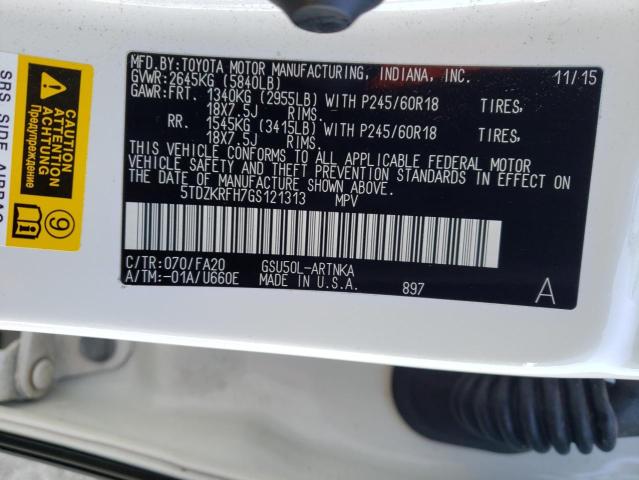 MFD.BY:TOYOTA MOTOR MANUFACTURING, INDIANA, INC. 11/15
GVWR:2645KG (5840LB)
GAWR:FRT. 1340KG (2955LB) WITH P245/60R18 TIRES,
18X7.5J RIMS.
RR. 1545KG (3415LB) WITH P245/60R18 TIRES,
18X7.5J RIMS.
THIS VEHICLE CONFORMS TO ALL APPLICABLE FEDERAL MOTOR
VEHICLE SAFETY AND THEFT PREVENTION STANDARDS IN EFFECT
ON THE DATE OF MANUFACTURE SHOWN ABOVE.
5TDZKRFH7GS121313 MPV
C/TR:070/FA20 GSU50L-ARTNKA
A/TM:-01A/U660E MADE IN U.S.A. 897 A
SRS SIDE AIRBAG
CAUTION
ATTENTION
ACHTUNG
Предупреждение
9